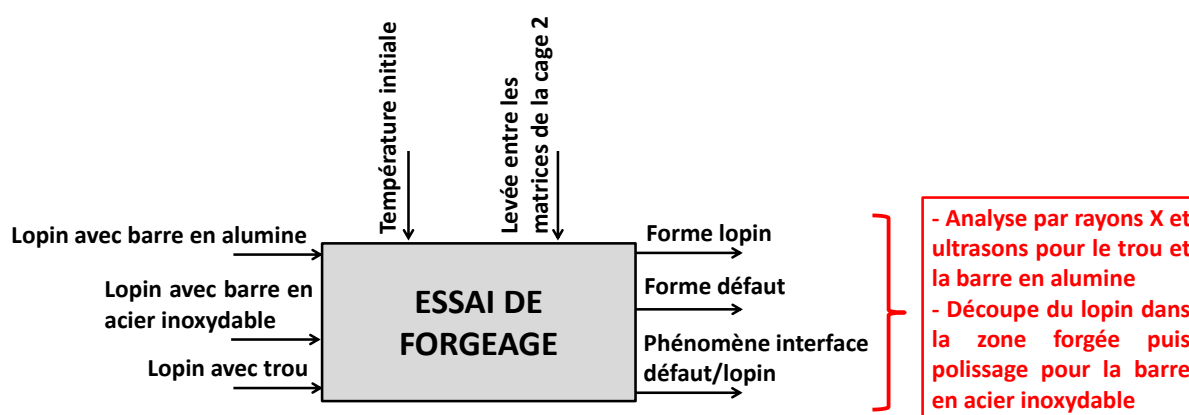 Température initiale
Levée entre les
matrices de la cage 2
Lopin avec barre en alumine
Lopin avec barre en
acier inoxydable
Lopin avec trou
ESSAI DE
FORGEAGE
Forme lopin
Forme défaut
Phénomène interface
défaut/lopin
- Analyse par rayons X et
ultrasons pour le trou et
la barre en alumine
- Découpe du lopin dans
la zone forgée puis
polissage pour la barre
en acier inoxydable